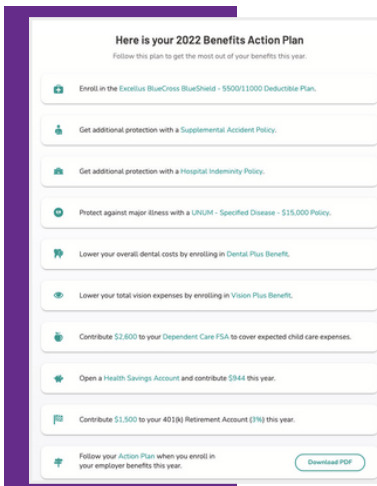 Here is your 2022 Benefits Action Plan
Follow this plan to get the most out of your benefits this year.
Enroll in the Excellus BlueCross BlueShield - 5500/11000 Deductible Plan.
Get additional protection with a Supplemental Accident Policy.
Get additional protection with a Hospital Indeminity Policy.
Protect against major illness with a UNUM - Specified Disease - $15,000 Policy.
Lower your overall dental costs by enrolling in Dental Plus Benefit.
Lower your total vision expenses by enrolling in Vision Plus Benefit.
Contribute $2,600 to your Dependent Care FSA to cover expected child care expenses.
Open a Health Savings Account and contribute $944 this year.
Contribute $1,500 to your 401(k) Retirement Account (3%) this year.
Follow your Action Plan when you enroll in
your employer benefits this year.
Download PDF